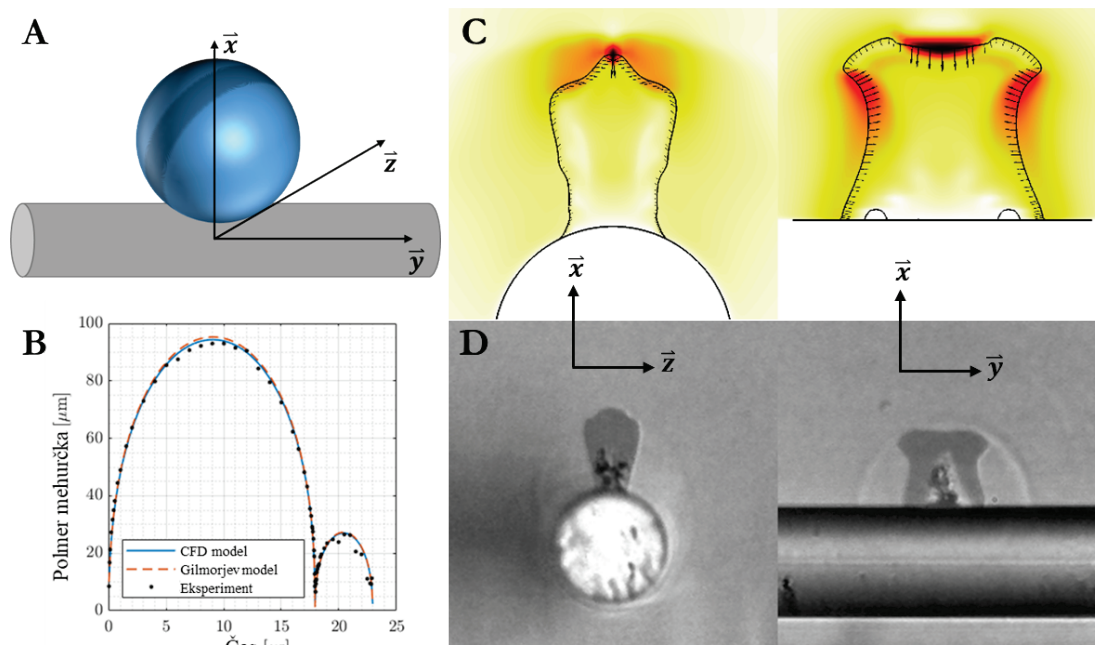 A
x
z
y
B
100
80
60
40
20
0
Polmer mehurčka [μm]
CFD model
Gilmorjev model
Eksperiment
0 5 10 15 20 25
C
x
z
x
y
D